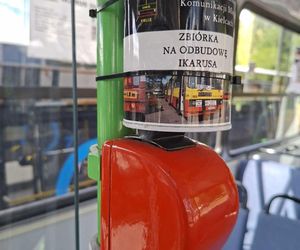 Komunikacji
w Kielcach
ZBIÓRKA
NA ODBUDOWĘ
IKARUSA